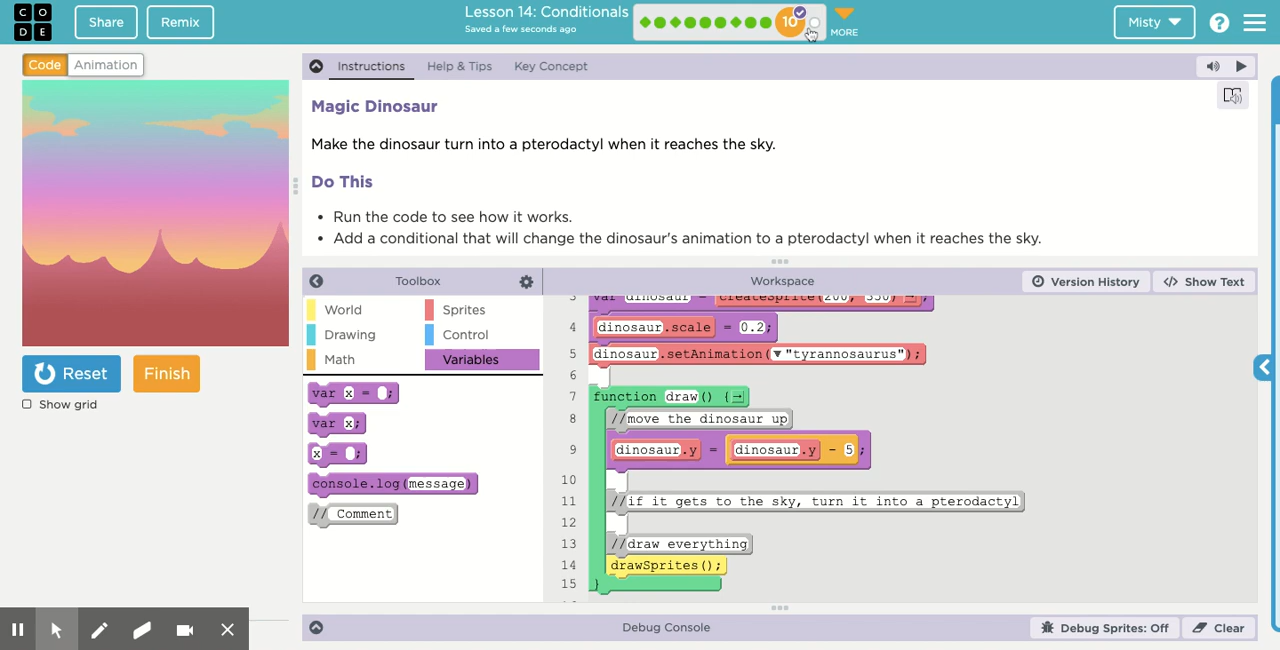 C O
D E
Share
Remix
Lesson 14: Conditionals
Saved a few seconds ago
10
MORE
Misty
?
Code
Animation
Instructions
Help & Tips
Key Concept
Magic Dinosaur
Make the dinosaur turn into a pterodactyl when it reaches the sky.
Do This
• Run the code to see how it works.
• Add a conditional that will change the dinosaur's animation to a pterodactyl when it reaches the sky.
Reset
Finish
Show grid
Toolbox
Workspace
Version History
</> Show Text
World
Sprites
Drawing
Control
Math
Variables
var x = ;
var x;
x = ;
console.log(message)
// Comment
3 var dinosaur = createSprite(200, 350) → ;
4 dinosaur.scale = 0.2;
5 dinosaur.setAnimation(▼"tyrannosaurus");
6
7 function draw() { →
8 //move the dinosaur up
9 dinosaur.y = dinosaur.y - 5;
10
11 //if it gets to the sky, turn it into a pterodactyl
12
13 //draw everything
14 drawSprites();
15 }
Debug Console
Debug Sprites: Off
Clear